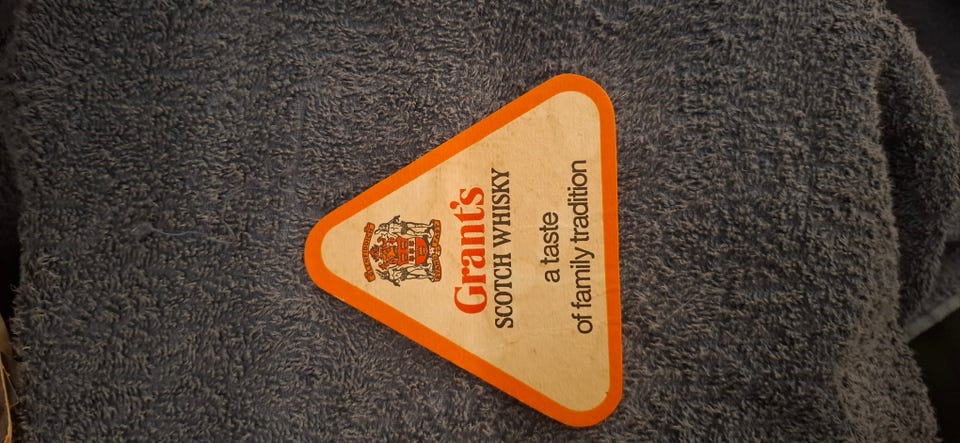 Grant's
SCOTCH WHISKY
a taste
of family tradition